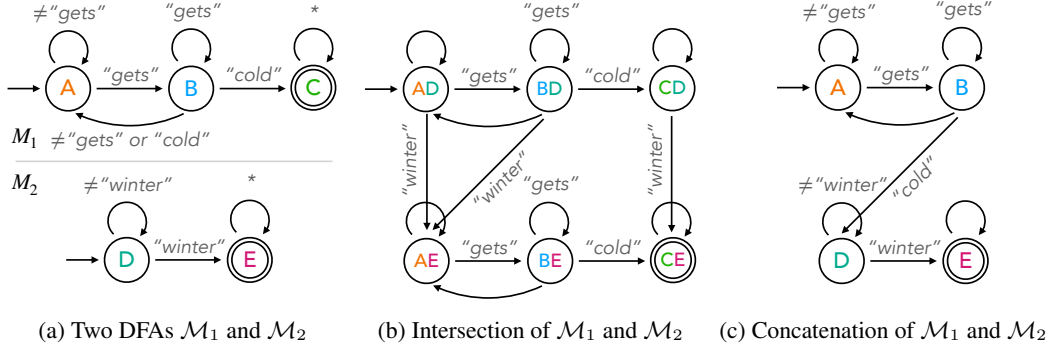 ≠“gets” “gets” *
A “gets” B “cold” C
M1 ≠“gets” or “cold”
M2 ≠“winter” *
D “winter” E
(a) Two DFAs M1 and M2
“gets”
AD “gets” BD “cold” CD
“winter” “winter” “winter”
“gets”
AE “gets” BE “cold” CE
(b) Intersection of M1 and M2
≠“gets” “gets”
A “gets” B
≠“winter” “cold”
D “winter” E
(c) Concatenation of M1 and M2